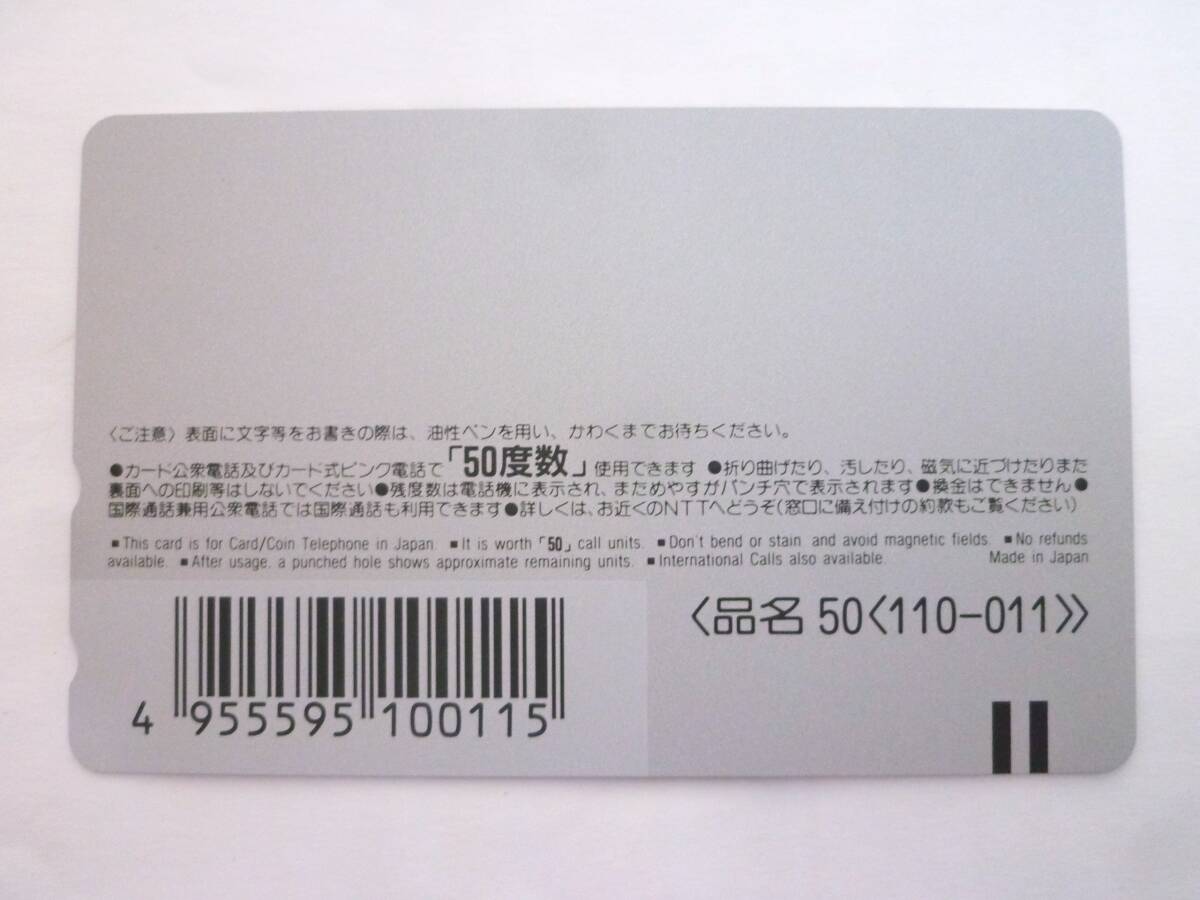 〈ご注意〉表面に文字等をお書きの際は、油性ペンを用い、かわくまでお待ちください。
●カード公衆電話及びカード式ピンク電話で「50度数」使用できます ●折り曲げたり、汚したり、磁気に近づけたりまた
裏面への印刷等はしないでください●残度数は電話機に表示され、まためやすがパンチ穴で表示されます●換金はできません●
国際通話兼用公衆電話では国際通話も利用できます●詳しくは、お近くのNTTへどうぞ(窓口に備え付けの約款もご覧ください)
■This card is for Card/Coin Telephone in Japan. ■It is worth「50」call units. ■Don't bend or stain and avoid magnetic fields. ■No refunds
available. ■After usage, a punched hole shows approximate remaining units. ■International Calls also available. Made in Japan
〈品名 50〈110-011〉〉
4 955595 100115